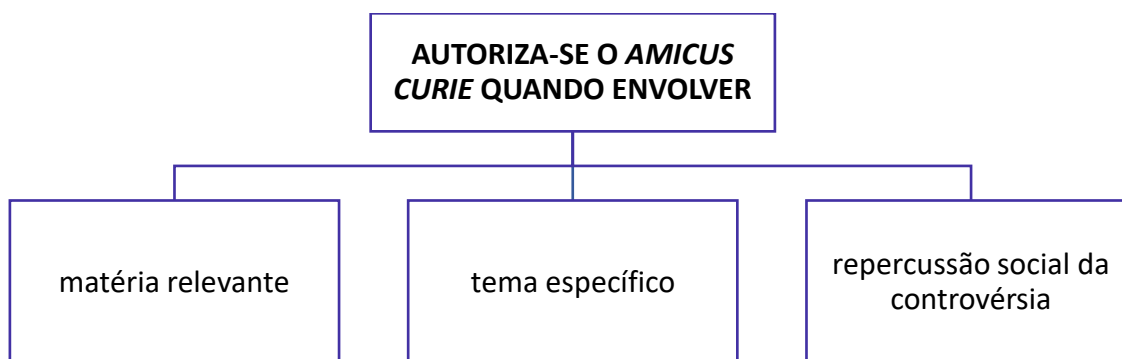 AUTORIZA-SE O AMICUS
CURIE QUANDO ENVOLVER
matéria relevante
tema específico
repercussão social da
controvérsia